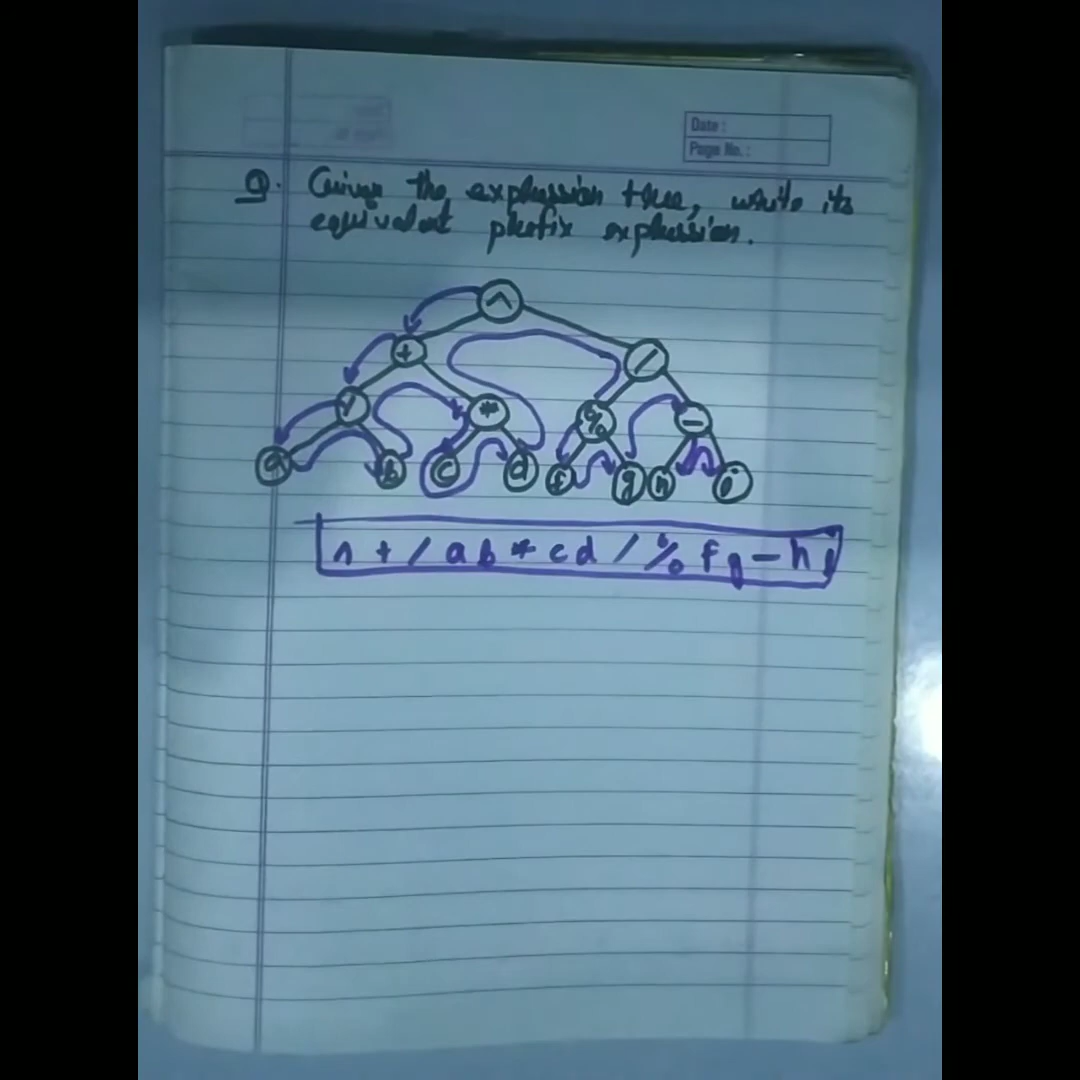 Date :
Page No. :
Q. Given the expression tree, write its
equivalent prefix expression.
^
+ /
/ * % -
a b c d f g h i
^ + / a b * c d / % f g - h i